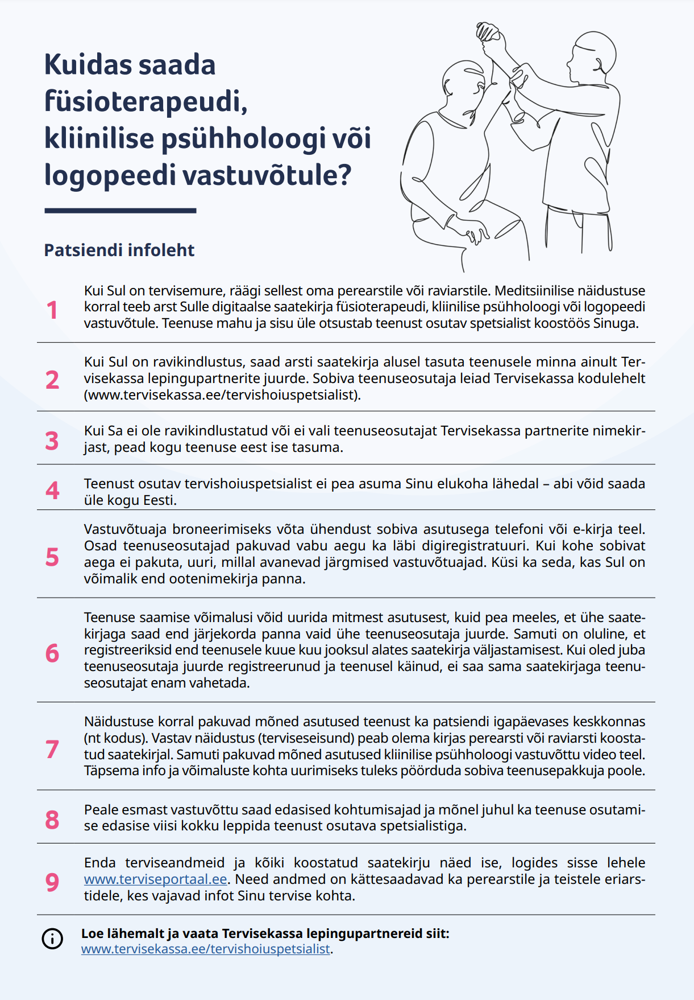 Kuidas saada
füsioterapeudi,
kliinilise psühholoogi või
logopeedi vastuvõtule?
Patsiendi infoleht
1
Kui Sul on tervisemure, räägi sellest oma perearstile või raviarstile. Meditsiinilise näidustuse
korral teeb arst Sulle digitaalse saatekirja füsioterapeudi, kliinilise psühholoogi või logopeedi
vastuvõtule. Teenuse mahu ja sisu üle otsustab teenust osutav spetsialist koostöös Sinuga.
2
Kui Sul on ravikindlustus, saad arsti saatekirja alusel tasuta teenusele minna ainult Ter-
visekassa lepingupartnerite juurde. Sobiva teenuseosutaja leiad Tervisekassa kodulehelt
(www.tervisekassa.ee/tervishoiuspetsialist).
3
Kui Sa ei ole ravikindlustatud või ei vali teenuseosutajat Tervisekassa partnerite nimekir-
jast, pead kogu teenuse eest ise tasuma.
4
Teenust osutav tervishoiuspetsialist ei pea asuma Sinu elukoha lähedal – abi võid saada
üle kogu Eesti.
5
Vastuvõtuaja broneerimiseks võta ühendust sobiva asutusega telefoni või e-kirja teel.
Osad teenuseosutajad pakuvad vabu aegu ka läbi digiregistratuuri. Kui kohe sobivat
aega ei pakuta, uuri, millal avanevad järgmised vastuvõtuajad. Küsi ka seda, kas Sul on
võimalik end ootenimekirja panna.
6
Teenuse saamise võimalusi võid uurida mitmest asutusest, kuid pea meeles, et ühe saate-
kirjaga saad end järjekorda panna vaid ühe teenuseosutaja juurde. Samuti on oluline, et
registreeriksid end teenusele kuue kuu jooksul alates saatekirja väljastamisest. Kui oled juba
teenuseosutaja juurde registreerunud ja teenusel käinud, ei saa sama saatekirjaga teenu-
seosutajat enam vahetada.
7
Näidustuse korral pakuvad mõned asutused teenust ka patsiendi igapäevases keskkonnas
(nt kodus). Vastav näidustus (terviseseisund) peab olema kirjas perearsti või raviarsti koosta-
tud saatekirjal. Samuti pakuvad mõned asutused kliinilise psühholoogi vastuvõttu video teel.
Täpsema info ja võimaluste kohta uurimiseks tuleks pöörduda sobiva teenusepakkuja poole.
8
Peale esmast vastuvõttu saad edasised kohtumisajad ja mõnel juhul ka teenuse osutami-
se edasise viisi kokku leppida teenust osutava spetsialistiga.
9
Enda terviseandmeid ja kõiki koostatud saatekirju näed ise, logides sisse lehele
www.terviseportaal.ee. Need andmed on kättesaadavad ka perearstile ja teistele eriars-
tidele, kes vajavad infot Sinu tervise kohta.
Loe lähemalt ja vaata Tervisekassa lepingupartnereid siit:
www.tervisekassa.ee/tervishoiuspetsialist.